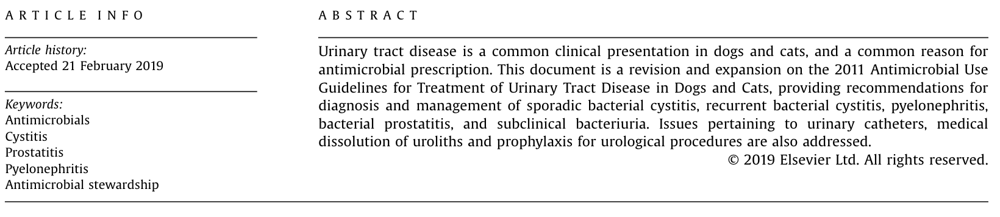 ARTICLE INFO
Article history:
Accepted 21 February 2019
Keywords:
Antimicrobials
Cystitis
Prostatitis
Pyelonephritis
Antimicrobial stewardship
ABSTRACT
Urinary tract disease is a common clinical presentation in dogs and cats, and a common reason for
antimicrobial prescription. This document is a revision and expansion on the 2011 Antimicrobial Use
Guidelines for Treatment of Urinary Tract Disease in Dogs and Cats, providing recommendations for
diagnosis and management of sporadic bacterial cystitis, recurrent bacterial cystitis, pyelonephritis,
bacterial prostatitis, and subclinical bacteriuria. Issues pertaining to urinary catheters, medical
dissolution of uroliths and prophylaxis for urological procedures are also addressed.
© 2019 Elsevier Ltd. All rights reserved.